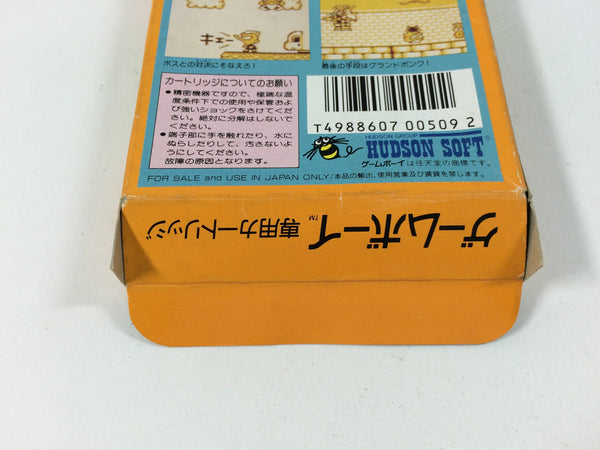 キェー
ボスとの対決にそなえろ!
最後の手段はグランドポンク!
カートリッジについてのお願い
●精密機器ですので、極端な温
度条件下での使用や保管およ
び強いショックをさけてくだ
さい。絶対に分解はしないで
ください。
●端子部に手を触れたり、水に
ぬらしたりして、汚さないよ
うにしてください。
故障の原因となります。
T4988607 00509 2
HUDSON GROUP
HUDSON SOFT®
ゲームボーイは任天堂の商標です。
FOR SALE and USE IN JAPAN ONLY/本品の輸出、使用営業及び賃貸を禁じます。
ゲームボーイ™ 専用カートリッジ